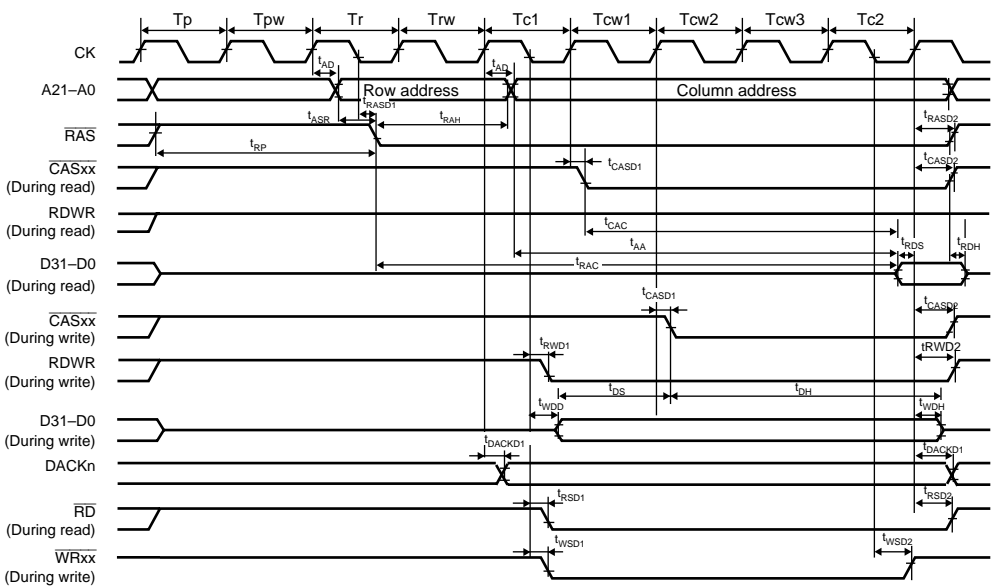 Tp Tpw Tr Trw Tc1 Tcw1 Tcw2 Tcw3 Tc2
CK
tAD tAD
A21–A0 Row address Column address
tRASD1 tRASD2
tASR tRAH
RAS
tRP
CASxx tCASD1 tCASD2
(During read)
RDWR
(During read) tCAC
tAA tRDS tRDH
D31–D0 tRAC
(During read)
tCASD1 tCASD2
CASxx
(During write)
RDWR tRWD1 tRWD2
(During write)
tDS tDH
tWDD tWDH
D31–D0
(During write)
tDACKD1 tDACKD1
DACKn
tRSD1 tRSD2
RD
(During read)
tWSD1 tWSD2
WRxx
(During write)